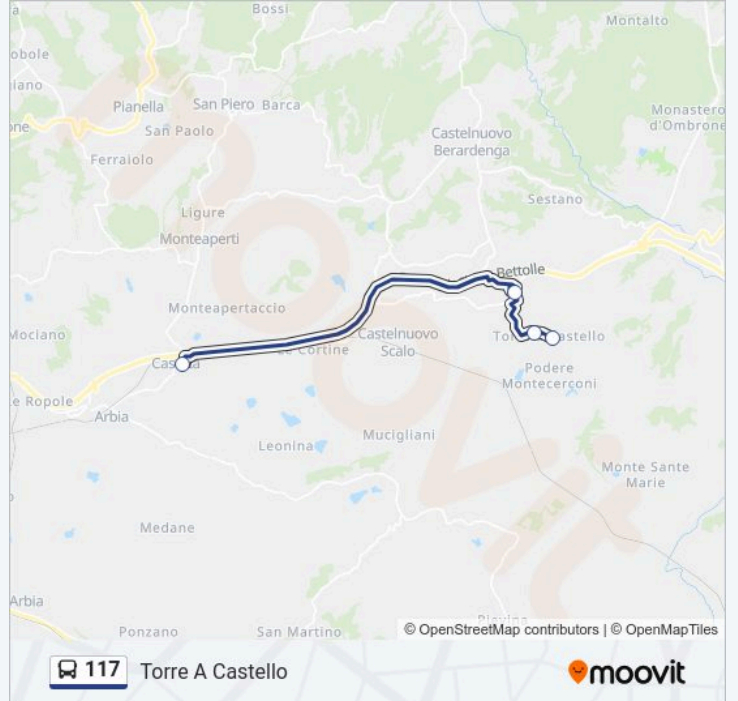 Bossi
Montalto
Pianella
San Piero
Barca
San Paolo
Monastero
d'Ombrone
Castelnuovo
Berardenga
Ferraiolo
Sestano
Ligure
Monteaperti
Bettolle
Monteapertaccio
Castelnuovo
Scalo
Podere
Montecerconi
e Ropole
Arbia
Mucigliani
Leonina
Monte Sante
Marie
Medane
Arbia
Ponzano
San Martino
© OpenStreetMap contributors | © OpenMapTiles
117 Torre A Castello
moovit